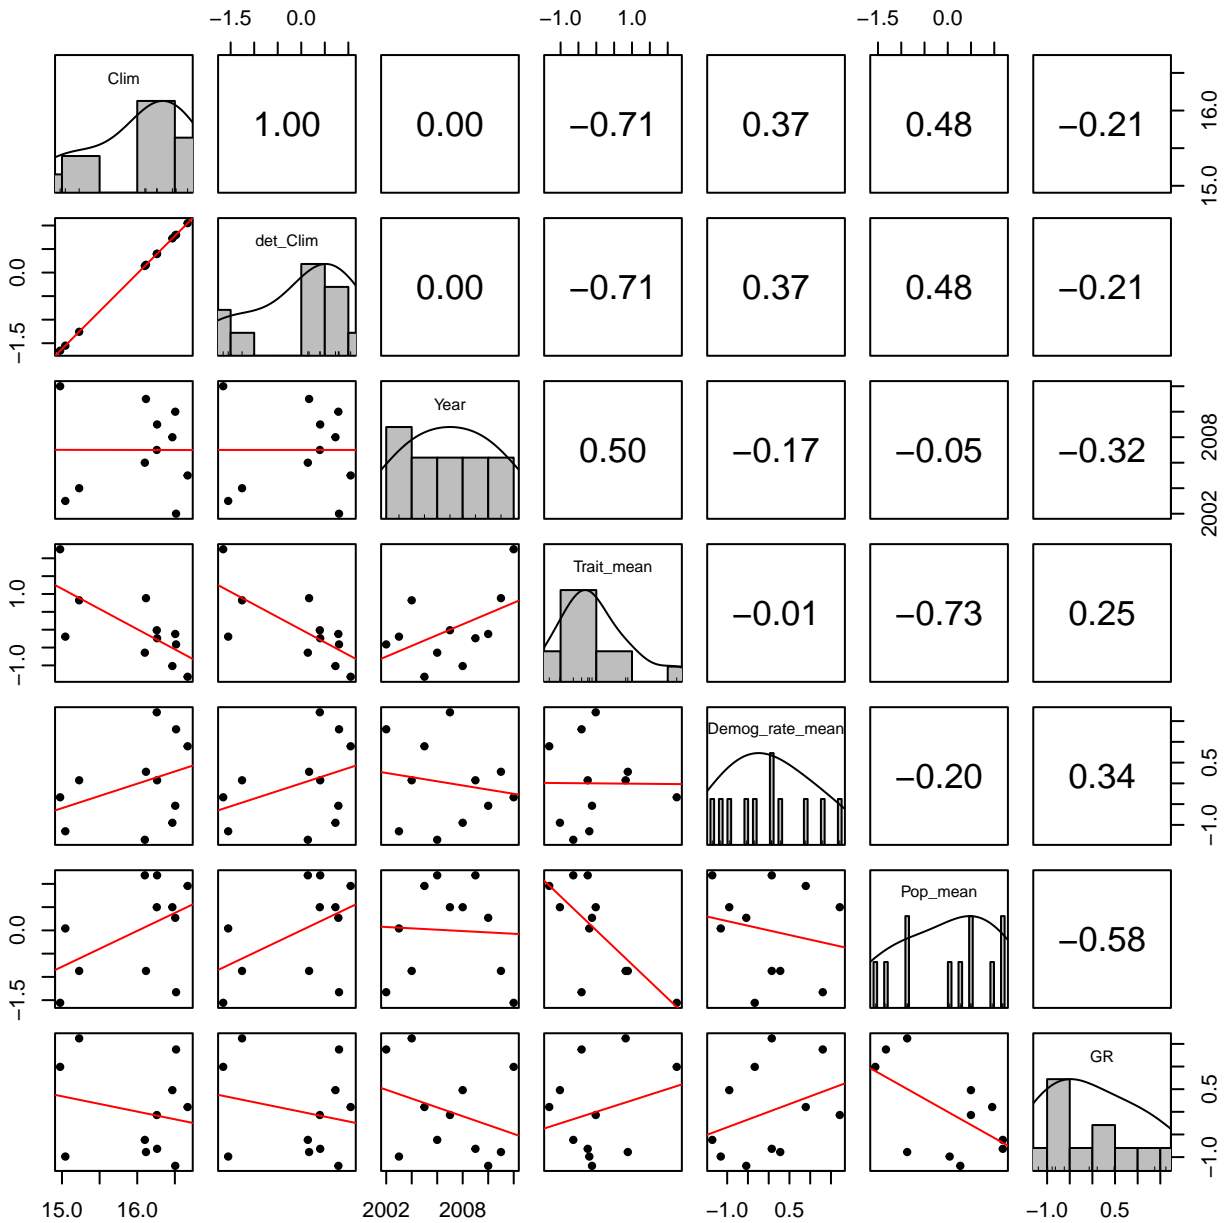 −1.5 0.0 −1.0 1.0 −1.5 0.0
Clim 1.00 0.00 −0.71 0.37 0.48 −0.21
15.0 16.0
det_Clim 0.00 −0.71 0.37 0.48 −0.21
−1.5 0.0
Year 0.50 −0.17 −0.05 −0.32
2002 2008
Trait_mean −0.01 −0.73 0.25
−1.0 1.0
Demog_rate_mean −0.20 0.34
−1.0 0.5
Pop_mean −0.58
−1.5 0.0
GR
−1.0 0.5
15.0 16.0 2002 2008 −1.0 0.5 −1.0 0.5